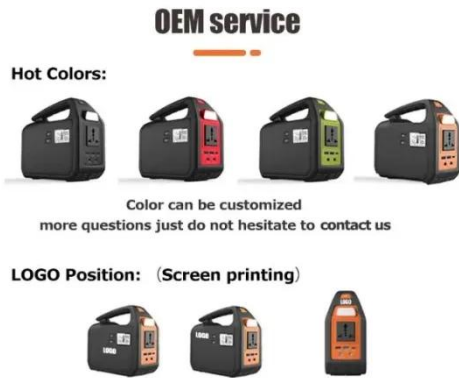 OEM service
Hot Colors:
Color can be customized
more questions just do not hesitate to contact us
LOGO Position: (Screen printing)
LOGO
LOGO
LOGO